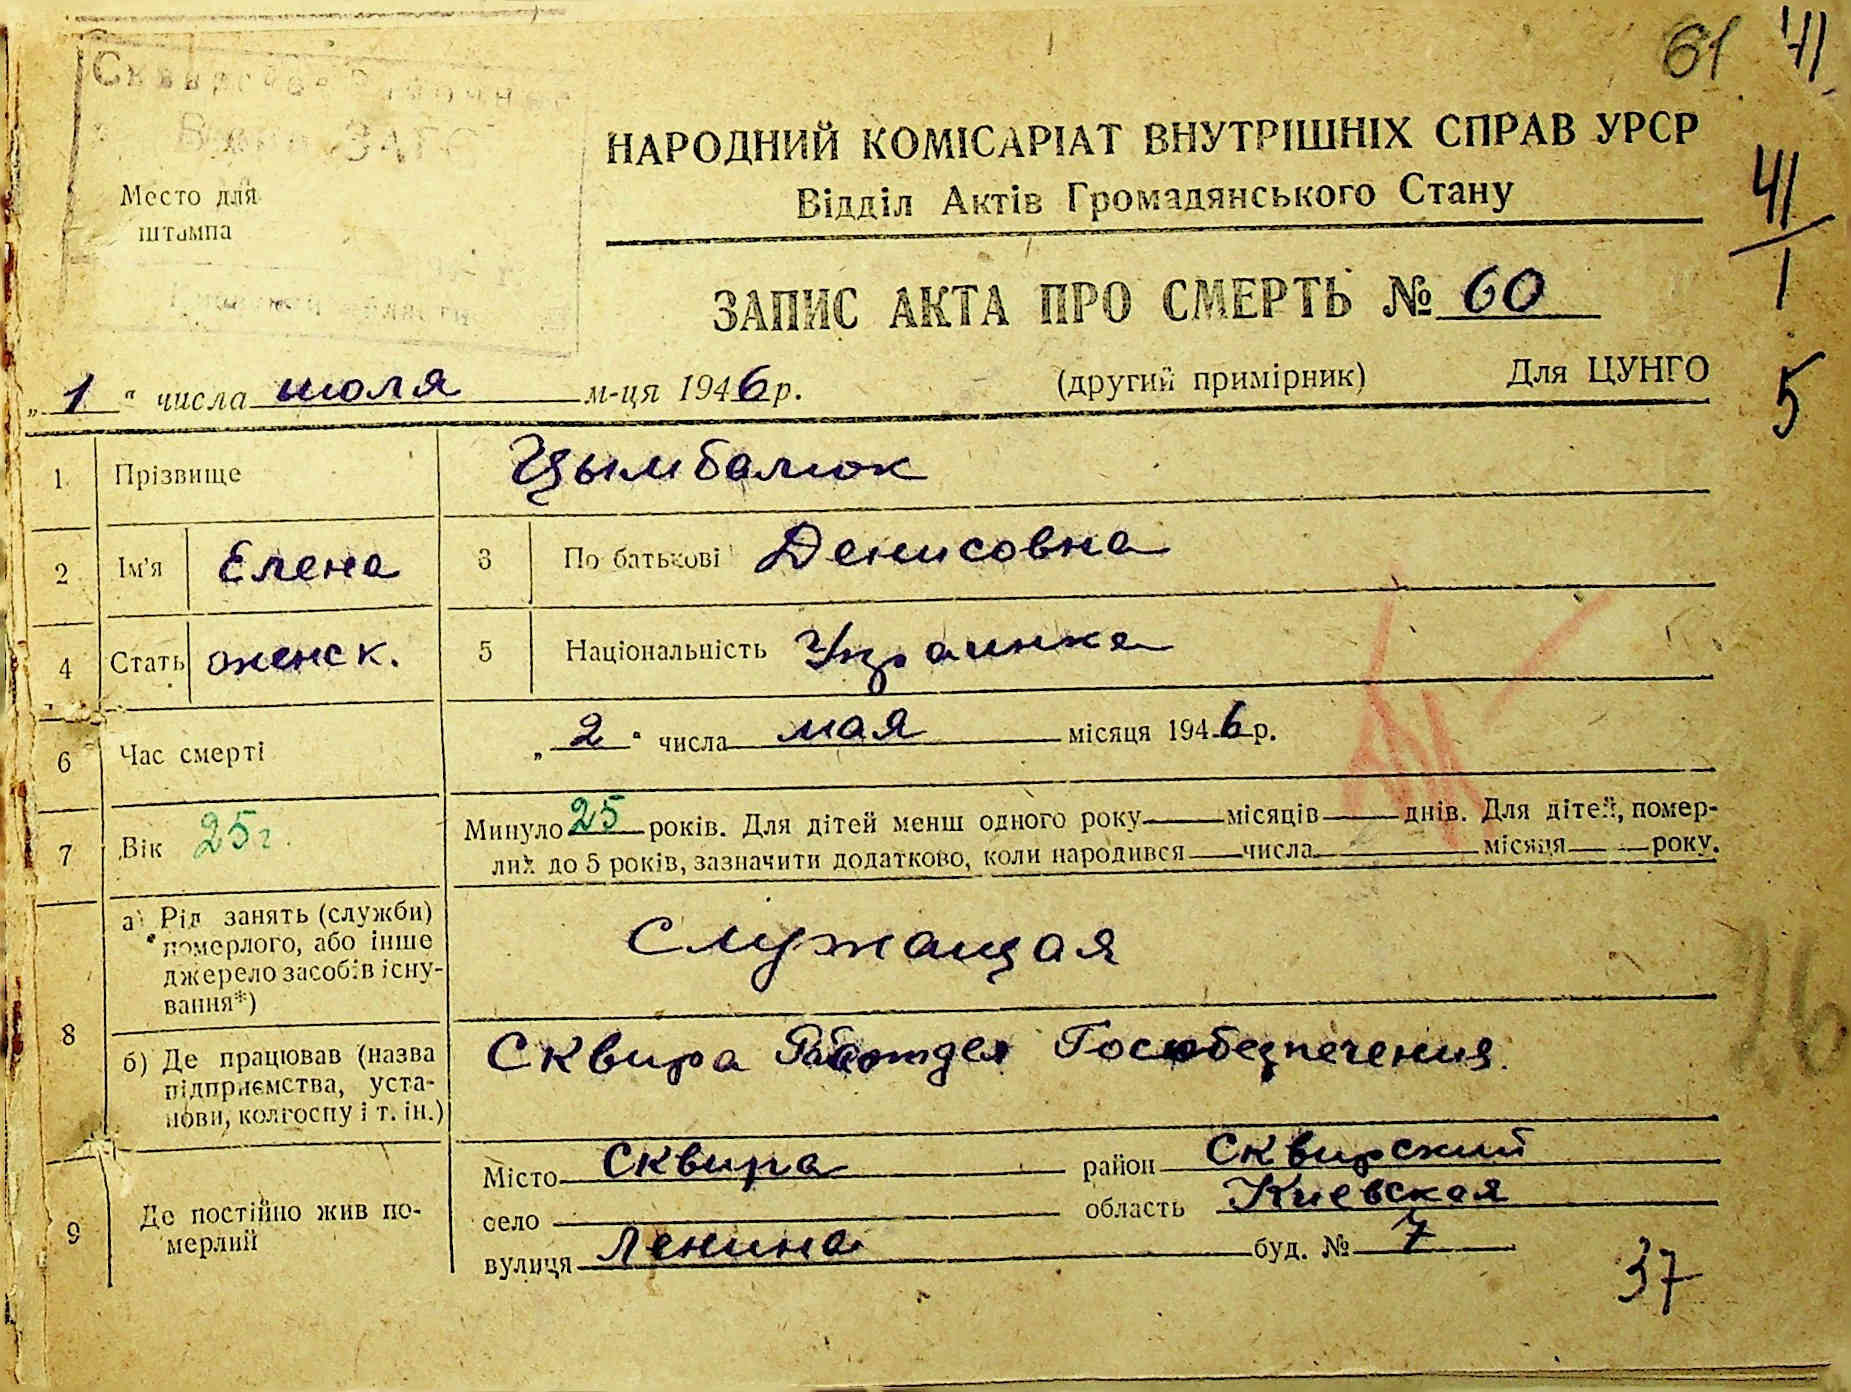 61 41
ЗАГС
Место для
штампа
НАРОДНИЙ КОМІСАРІАТ ВНУТРІШНІХ СПРАВ УРСР
Відділ Актів Громадянського Стану
41
1
5
ЗАПИС АКТА ПРО СМЕРТЬ № 60
„1“ числа июля м-ця 1946 р. (другий примірник) Для ЦУНГО
1 Прізвище Цымбалюк
2 Ім'я Елена 3 По батькові Денисовна
4 Стать женск. 5 Національність Украинка
6 Час смерті „2“ числа мая місяця 1946 р.
7 Вік 25 г. Минуло 25 років. Для дітей менш одного року — місяців — днів. Для дітей, помер-
лих до 5 років, зазначити додатково, коли народився — числа — місяця — року.
8 а) Рід занять (служби)
померлого, або інше
джерело засобів існу-
вання*)
Служащая
б) Де працював (назва
підприємства, уста-
нови, колгоспу і т. ін.)
Сквира Гособезпечения.
9 Де постійно жив по-
мерлий
Місто Сквира район Сквирский
село — область Киевская
вулиця Ленина буд. № 7
37